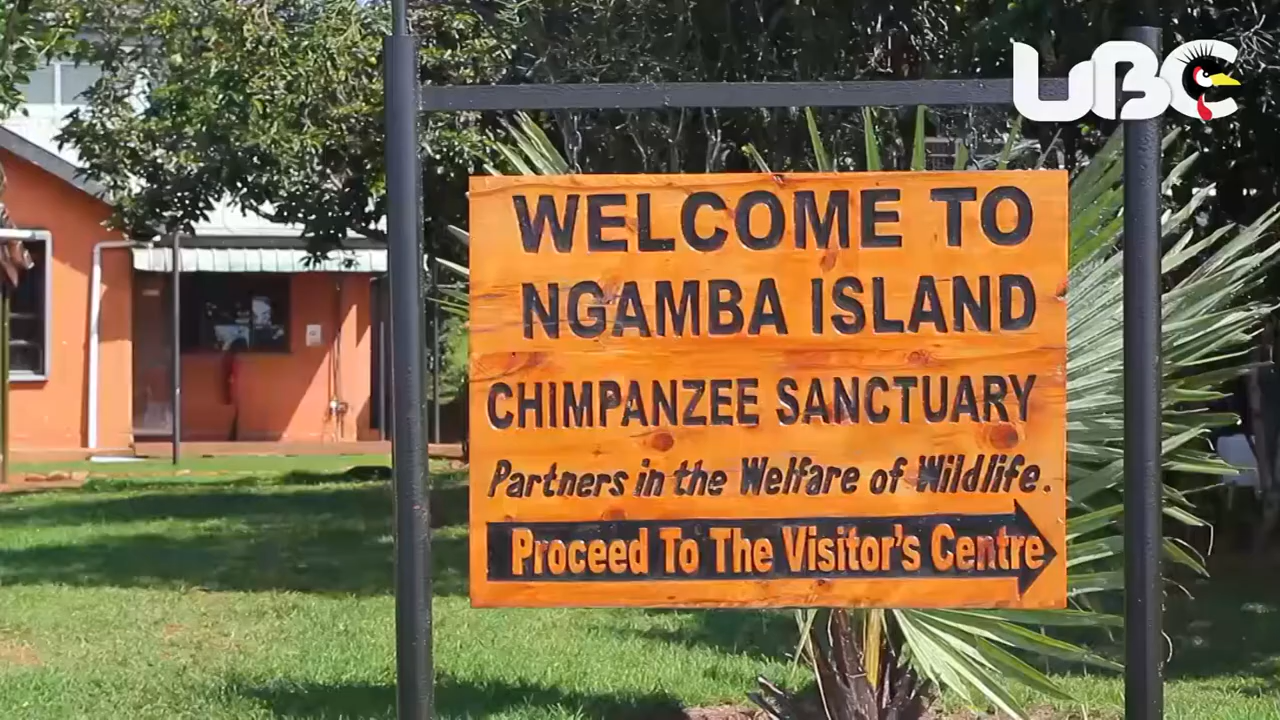 UBC
WELCOME TO
NGAMBA ISLAND
CHIMPANZEE SANCTUARY
Partners in the Welfare of Wildlife.
Proceed To The Visitor's Centre